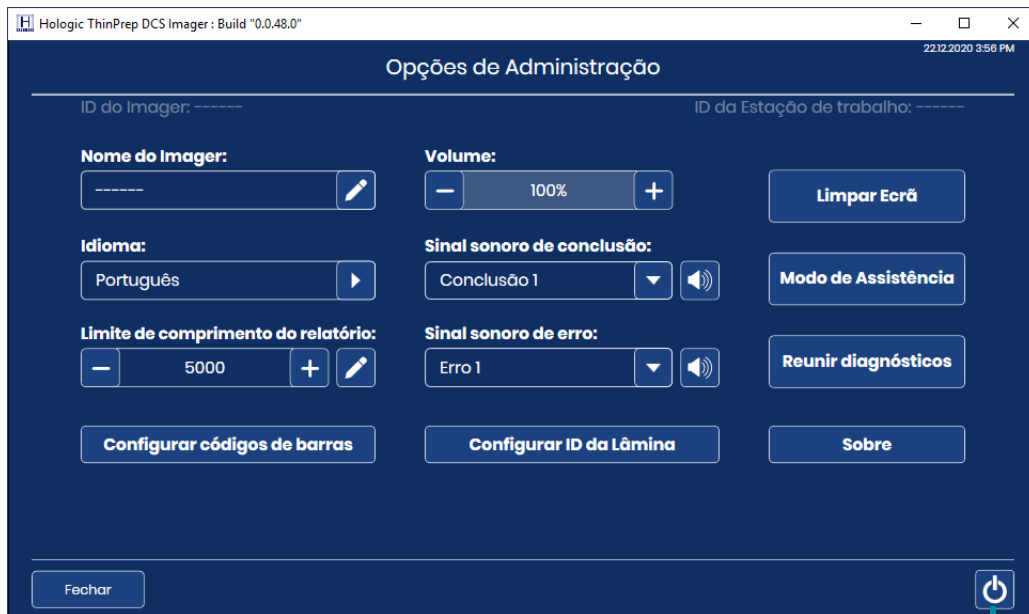 Hologic ThinPrep DCS Imager : Build "0.0.48.0"
22.12.2020 3:56 PM
Opções de Administração
ID do Imager: ------
ID da Estação de trabalho: ------
Nome do Imager:
------
Volume:
100%
Limpar Ecrã
Idioma:
Português
Sinal sonoro de conclusão:
Conclusão 1
Modo de Assistência
Limite de comprimento do relatório:
5000
Sinal sonoro de erro:
Erro 1
Reunir diagnósticos
Configurar códigos de barras
Configurar ID da Lâmina
Sobre
Fechar